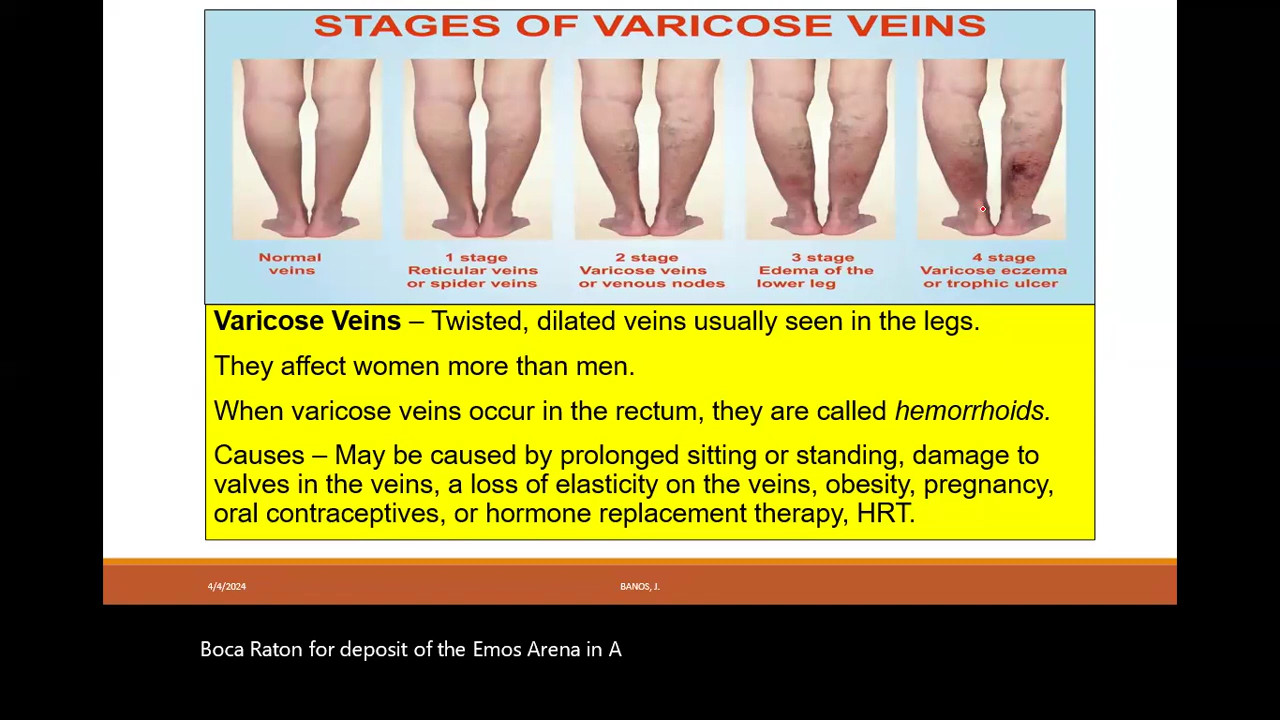 STAGES OF VARICOSE VEINS
Normal
veins
1 stage
Reticular veins
or spider veins
2 stage
Varicose veins
or venous nodes
3 stage
Edema of the
lower leg
4 stage
Varicose eczema
or trophic ulcer
Varicose Veins – Twisted, dilated veins usually seen in the legs.
They affect women more than men.
When varicose veins occur in the rectum, they are called hemorrhoids.
Causes – May be caused by prolonged sitting or standing, damage to
valves in the veins, a loss of elasticity on the veins, obesity, pregnancy,
oral contraceptives, or hormone replacement therapy, HRT.
4/4/2024
BANOS, J.
Boca Raton for deposit of the Emos Arena in A